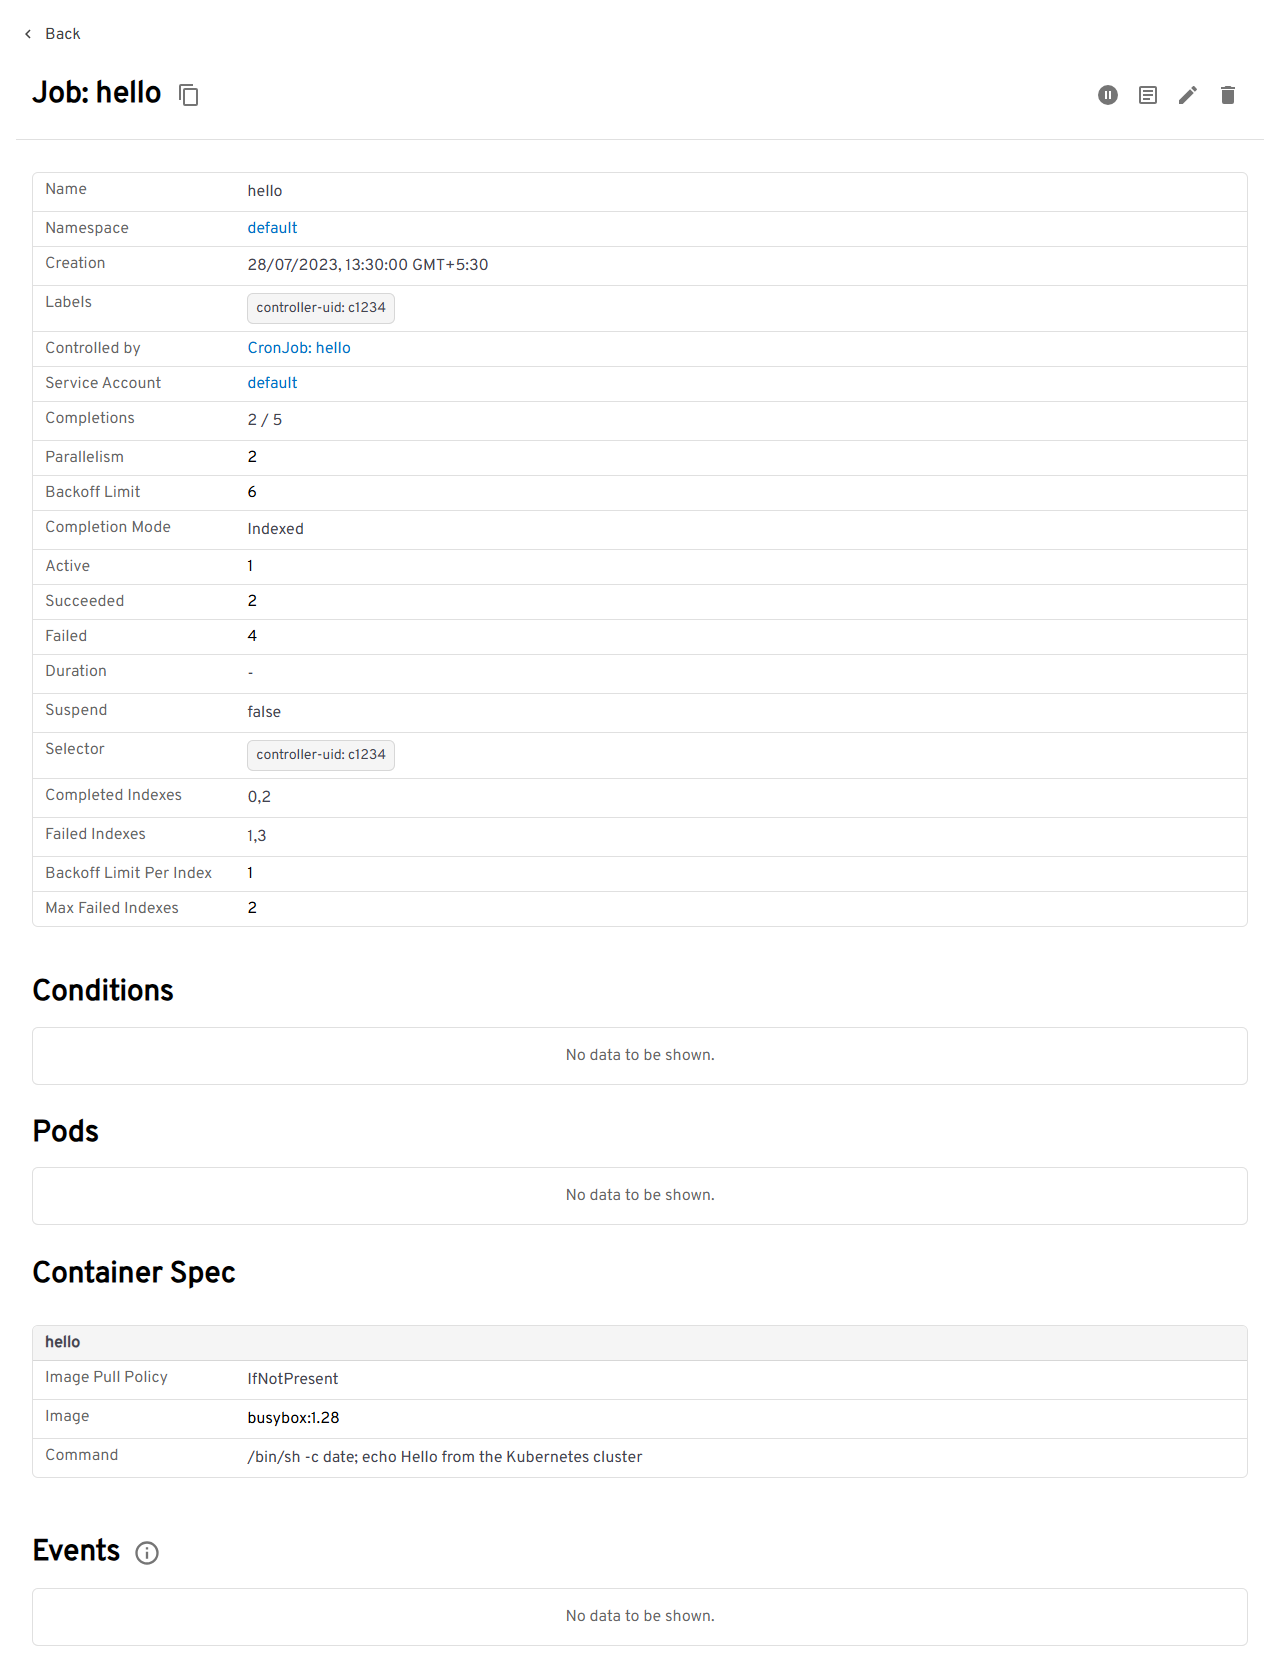 Back
Job: hello
Name hello
Namespace default
Creation 28/07/2023, 13:30:00 GMT+5:30
Labels controller-uid: c1234
Controlled by CronJob: hello
Service Account default
Completions 2 / 5
Parallelism 2
Backoff Limit 6
Completion Mode Indexed
Active 1
Succeeded 2
Failed 4
Duration -
Suspend false
Selector controller-uid: c1234
Completed Indexes 0,2
Failed Indexes 1,3
Backoff Limit Per Index 1
Max Failed Indexes 2
Conditions
No data to be shown.
Pods
No data to be shown.
Container Spec
hello
Image Pull Policy IfNotPresent
Image busybox:1.28
Command /bin/sh -c date; echo Hello from the Kubernetes cluster
Events
No data to be shown.